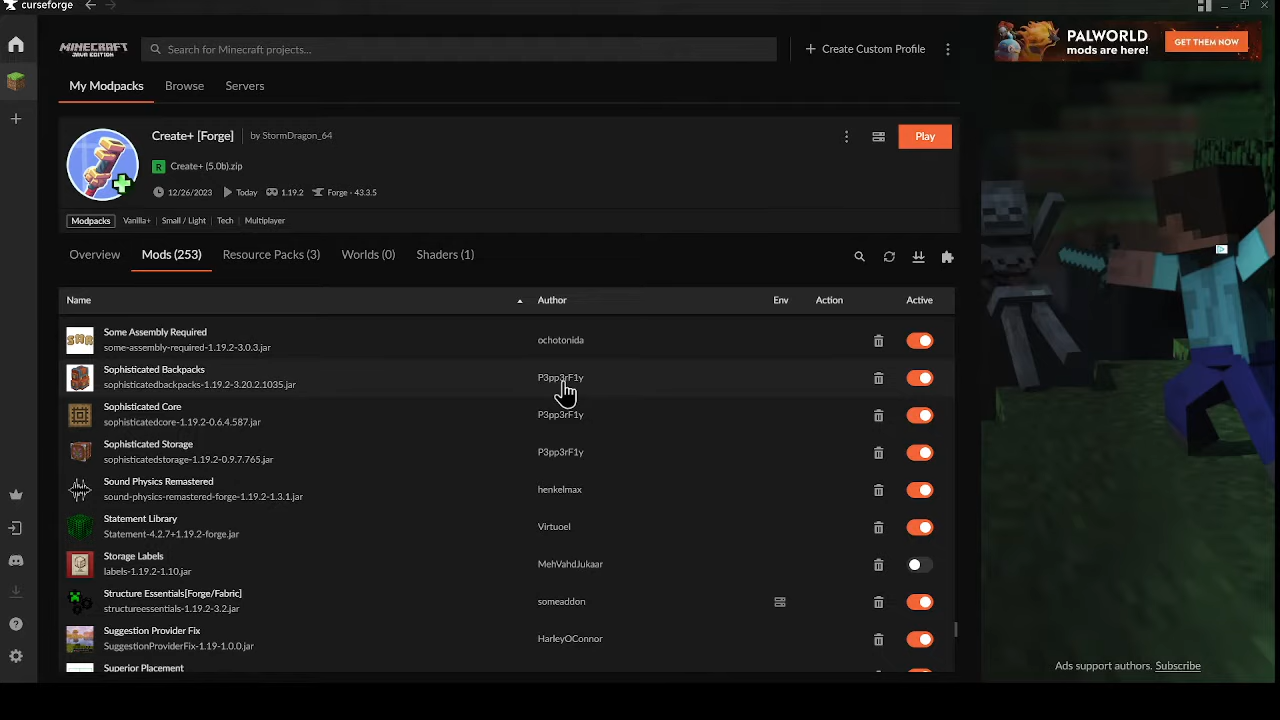 curseforge
MINECRAFT
JAVA EDITION
Search for Minecraft projects...
Create Custom Profile
PALWORLD
mods are here!
GET THEM NOW
My Modpacks
Browse
Servers
Create+ [Forge]
by StormDragon_64
R
Create+ (5.0b).zip
12/26/2023
Today
1.19.2
Forge - 43.3.5
Play
Modpacks
Vanilla+
Small / Light
Tech
Multiplayer
Overview
Mods (253)
Resource Packs (3)
Worlds (0)
Shaders (1)
Name
Author
Env
Action
Active
Some Assembly Required
some-assembly-required-1.19.2-3.0.3.jar
ochotonida
Sophisticated Backpacks
sophisticatedbackpacks-1.19.2-3.20.2.1035.jar
P3pp3rF1y
Sophisticated Core
sophisticatedcore-1.19.2-0.6.4.587.jar
P3pp3rF1y
Sophisticated Storage
sophisticatedstorage-1.19.2-0.9.7.765.jar
P3pp3rF1y
Sound Physics Remastered
sound-physics-remastered-forge-1.19.2-1.3.1.jar
henkelmax
Statement Library
Statement-4.2.7+1.19.2-forge.jar
Virtuoel
Storage Labels
labels-1.19.2-1.10.jar
MehVahdJukaar
Structure Essentials[Forge/Fabric]
structureessentials-1.19.2-3.2.jar
someaddon
Suggestion Provider Fix
SuggestionProviderFix-1.19-1.0.0.jar
HarleyOConnor
Superior Placement
Ads support authors. Subscribe